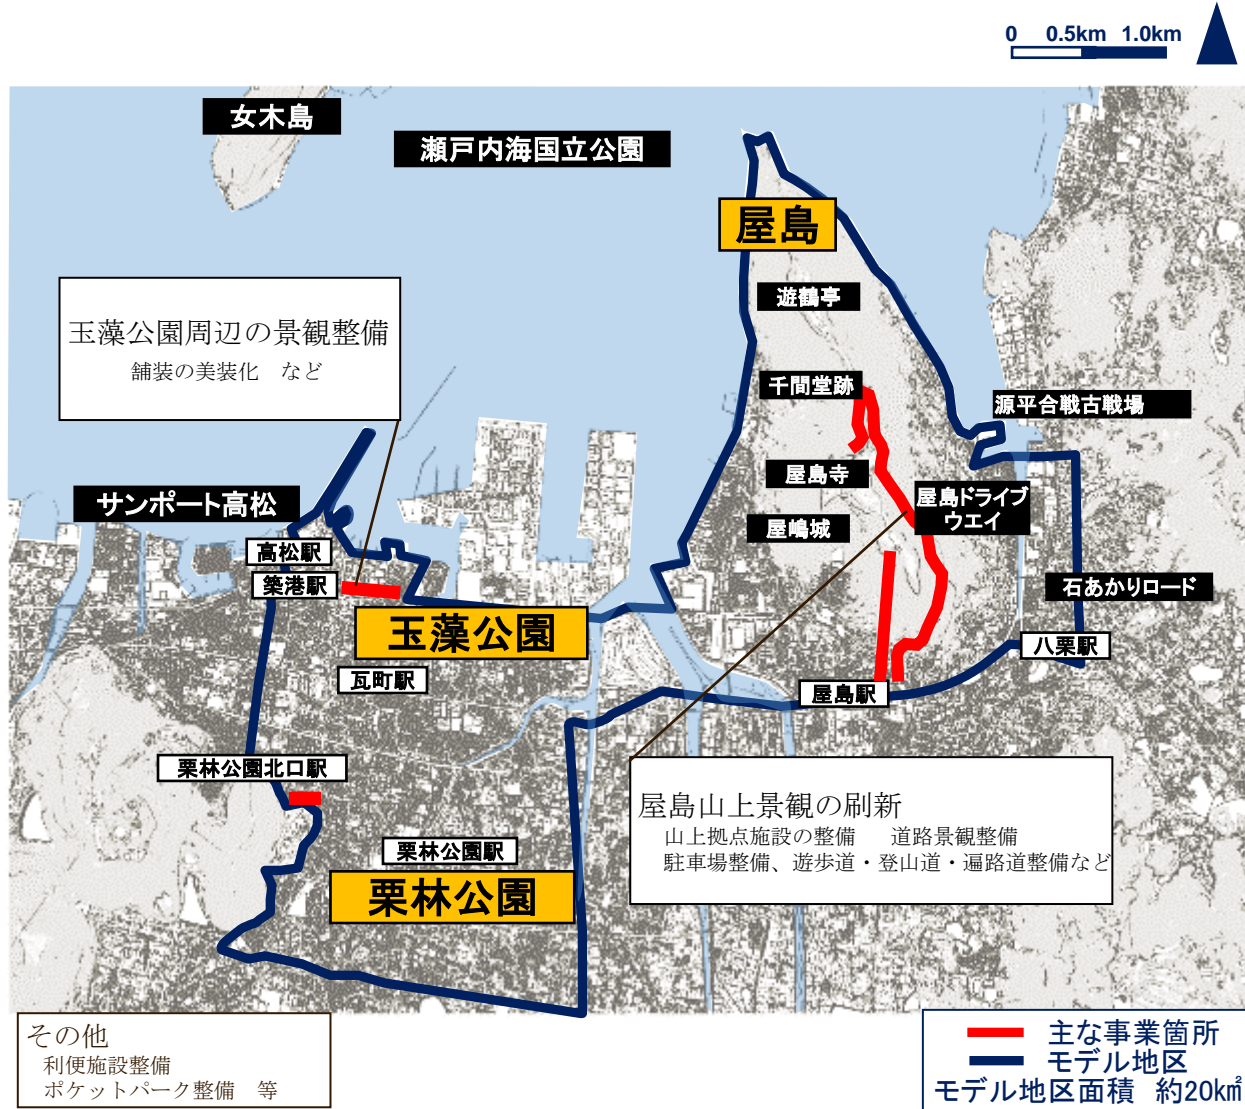 0 0.5km 1.0km
女木島
瀬戸内海国立公園
屋島
遊鶴亭
玉藻公園周辺の景観整備
舗装の美装化 など
千間堂跡
源平合戦古戦場
屋島寺
サンポート高松
屋島ドライブ
ウエイ
屋嶋城
高松駅
築港駅
石あかりロード
玉藻公園
八栗駅
瓦町駅
屋島駅
栗林公園北口駅
屋島山上景観の刷新
山上拠点施設の整備 道路景観整備
駐車場整備、遊歩道・登山道・遍路道整備など
栗林公園駅
栗林公園
その他
利便施設整備
ポケットパーク整備 等
主な事業箇所
モデル地区
モデル地区面積 約20k㎡